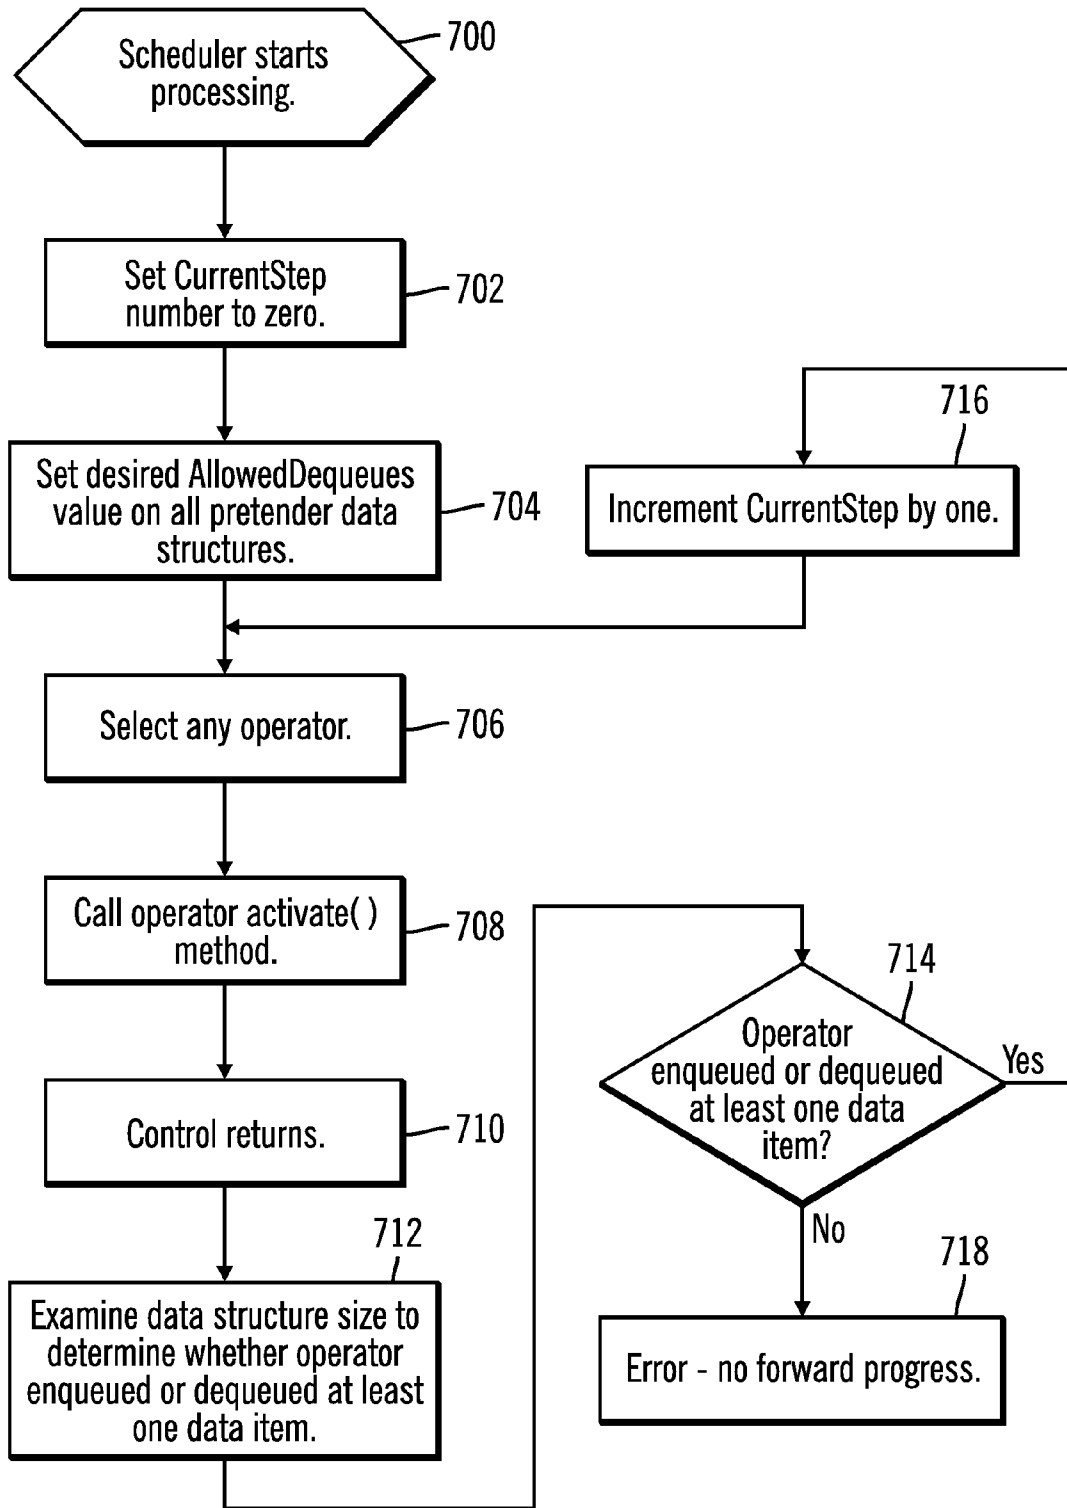 Scheduler starts
processing.
700
Set CurrentStep
number to zero.
702
Set desired AllowedDequeues
value on all pretender data
structures.
704
716
Increment CurrentStep by one.
Select any operator.
706
Call operator activate( )
method.
708
Control returns.
710
712
Examine data structure size to
determine whether operator
enqueued or dequeued at least
one data item.
714
Operator
enqueued or dequeued
at least one data
item?
Yes
No
718
Error - no forward progress.